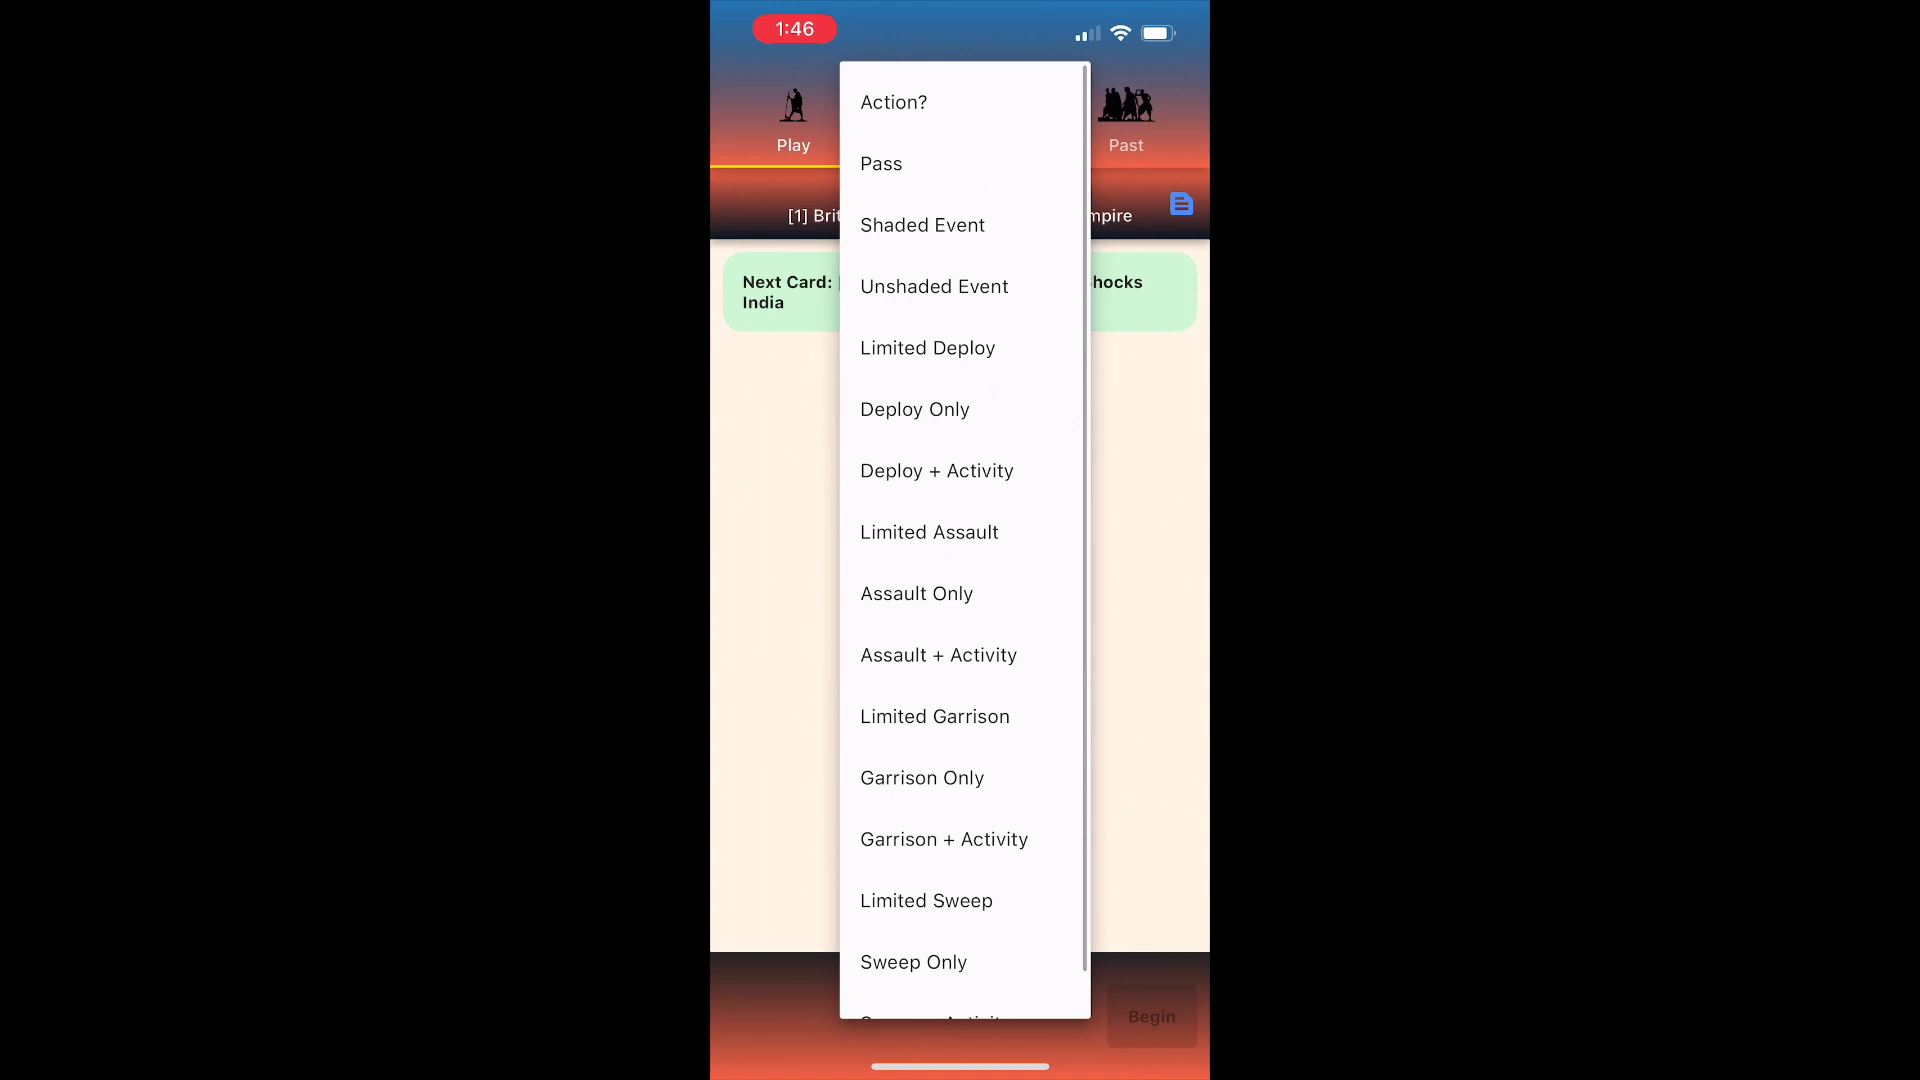 1:46
Play
Past
[1] Brit
mpire
Next Card:
hocks
India
Action?
Pass
Shaded Event
Unshaded Event
Limited Deploy
Deploy Only
Deploy + Activity
Limited Assault
Assault Only
Assault + Activity
Limited Garrison
Garrison Only
Garrison + Activity
Limited Sweep
Sweep Only
Begin